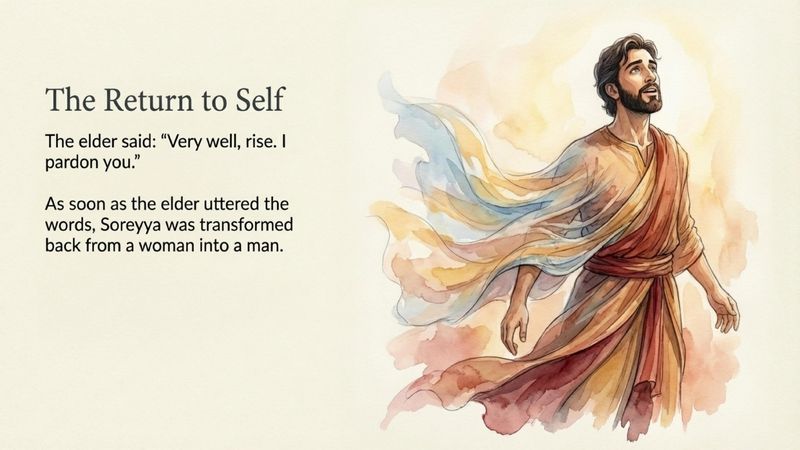 The Return to Self
The elder said: “Very well, rise. I
pardon you.”
As soon as the elder uttered the
words, Soreyya was transformed
back from a woman into a man.